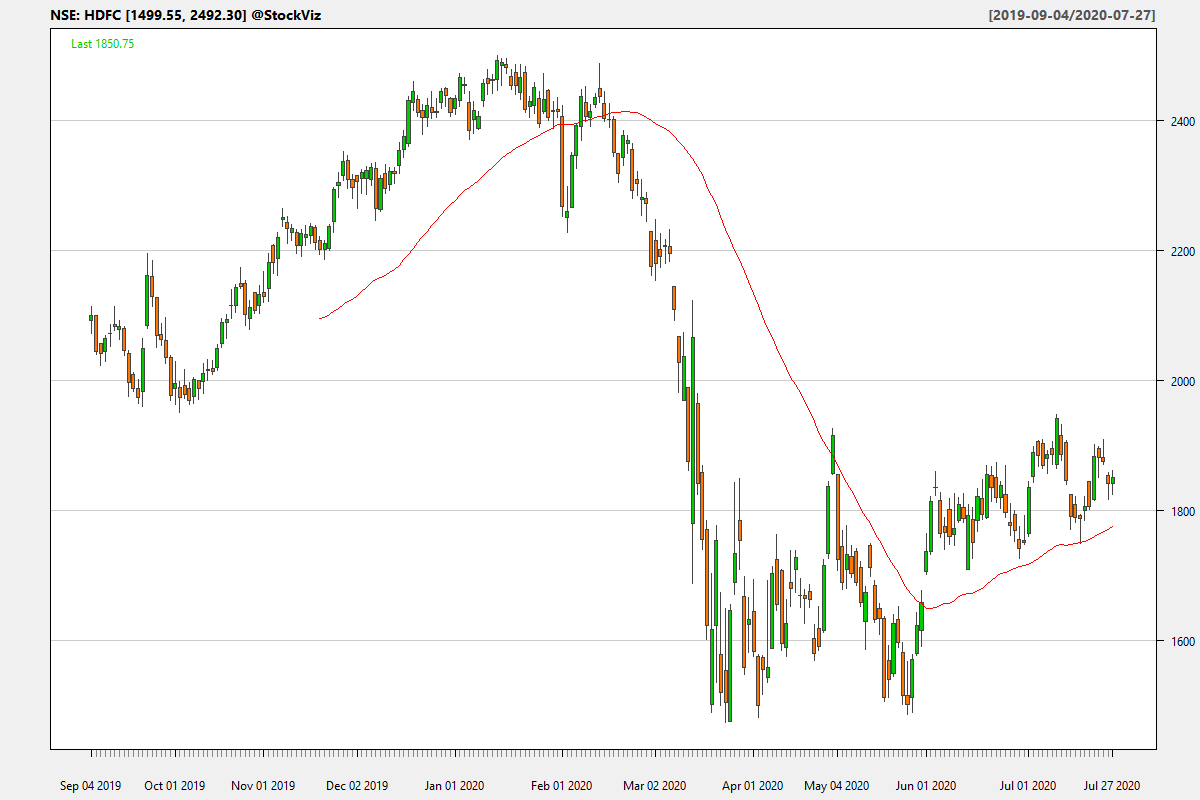 NSE: HDFC [1499.55, 2492.30] @StockViz [2019-09-04/2020-07-27]
Last 1850.75
2400
2200
2000
1800
1600
Sep 04 2019 Oct 01 2019 Nov 01 2019 Dec 02 2019 Jan 01 2020 Feb 01 2020 Mar 02 2020 Apr 01 2020 May 04 2020 Jun 01 2020 Jul 01 2020 Jul 27 2020